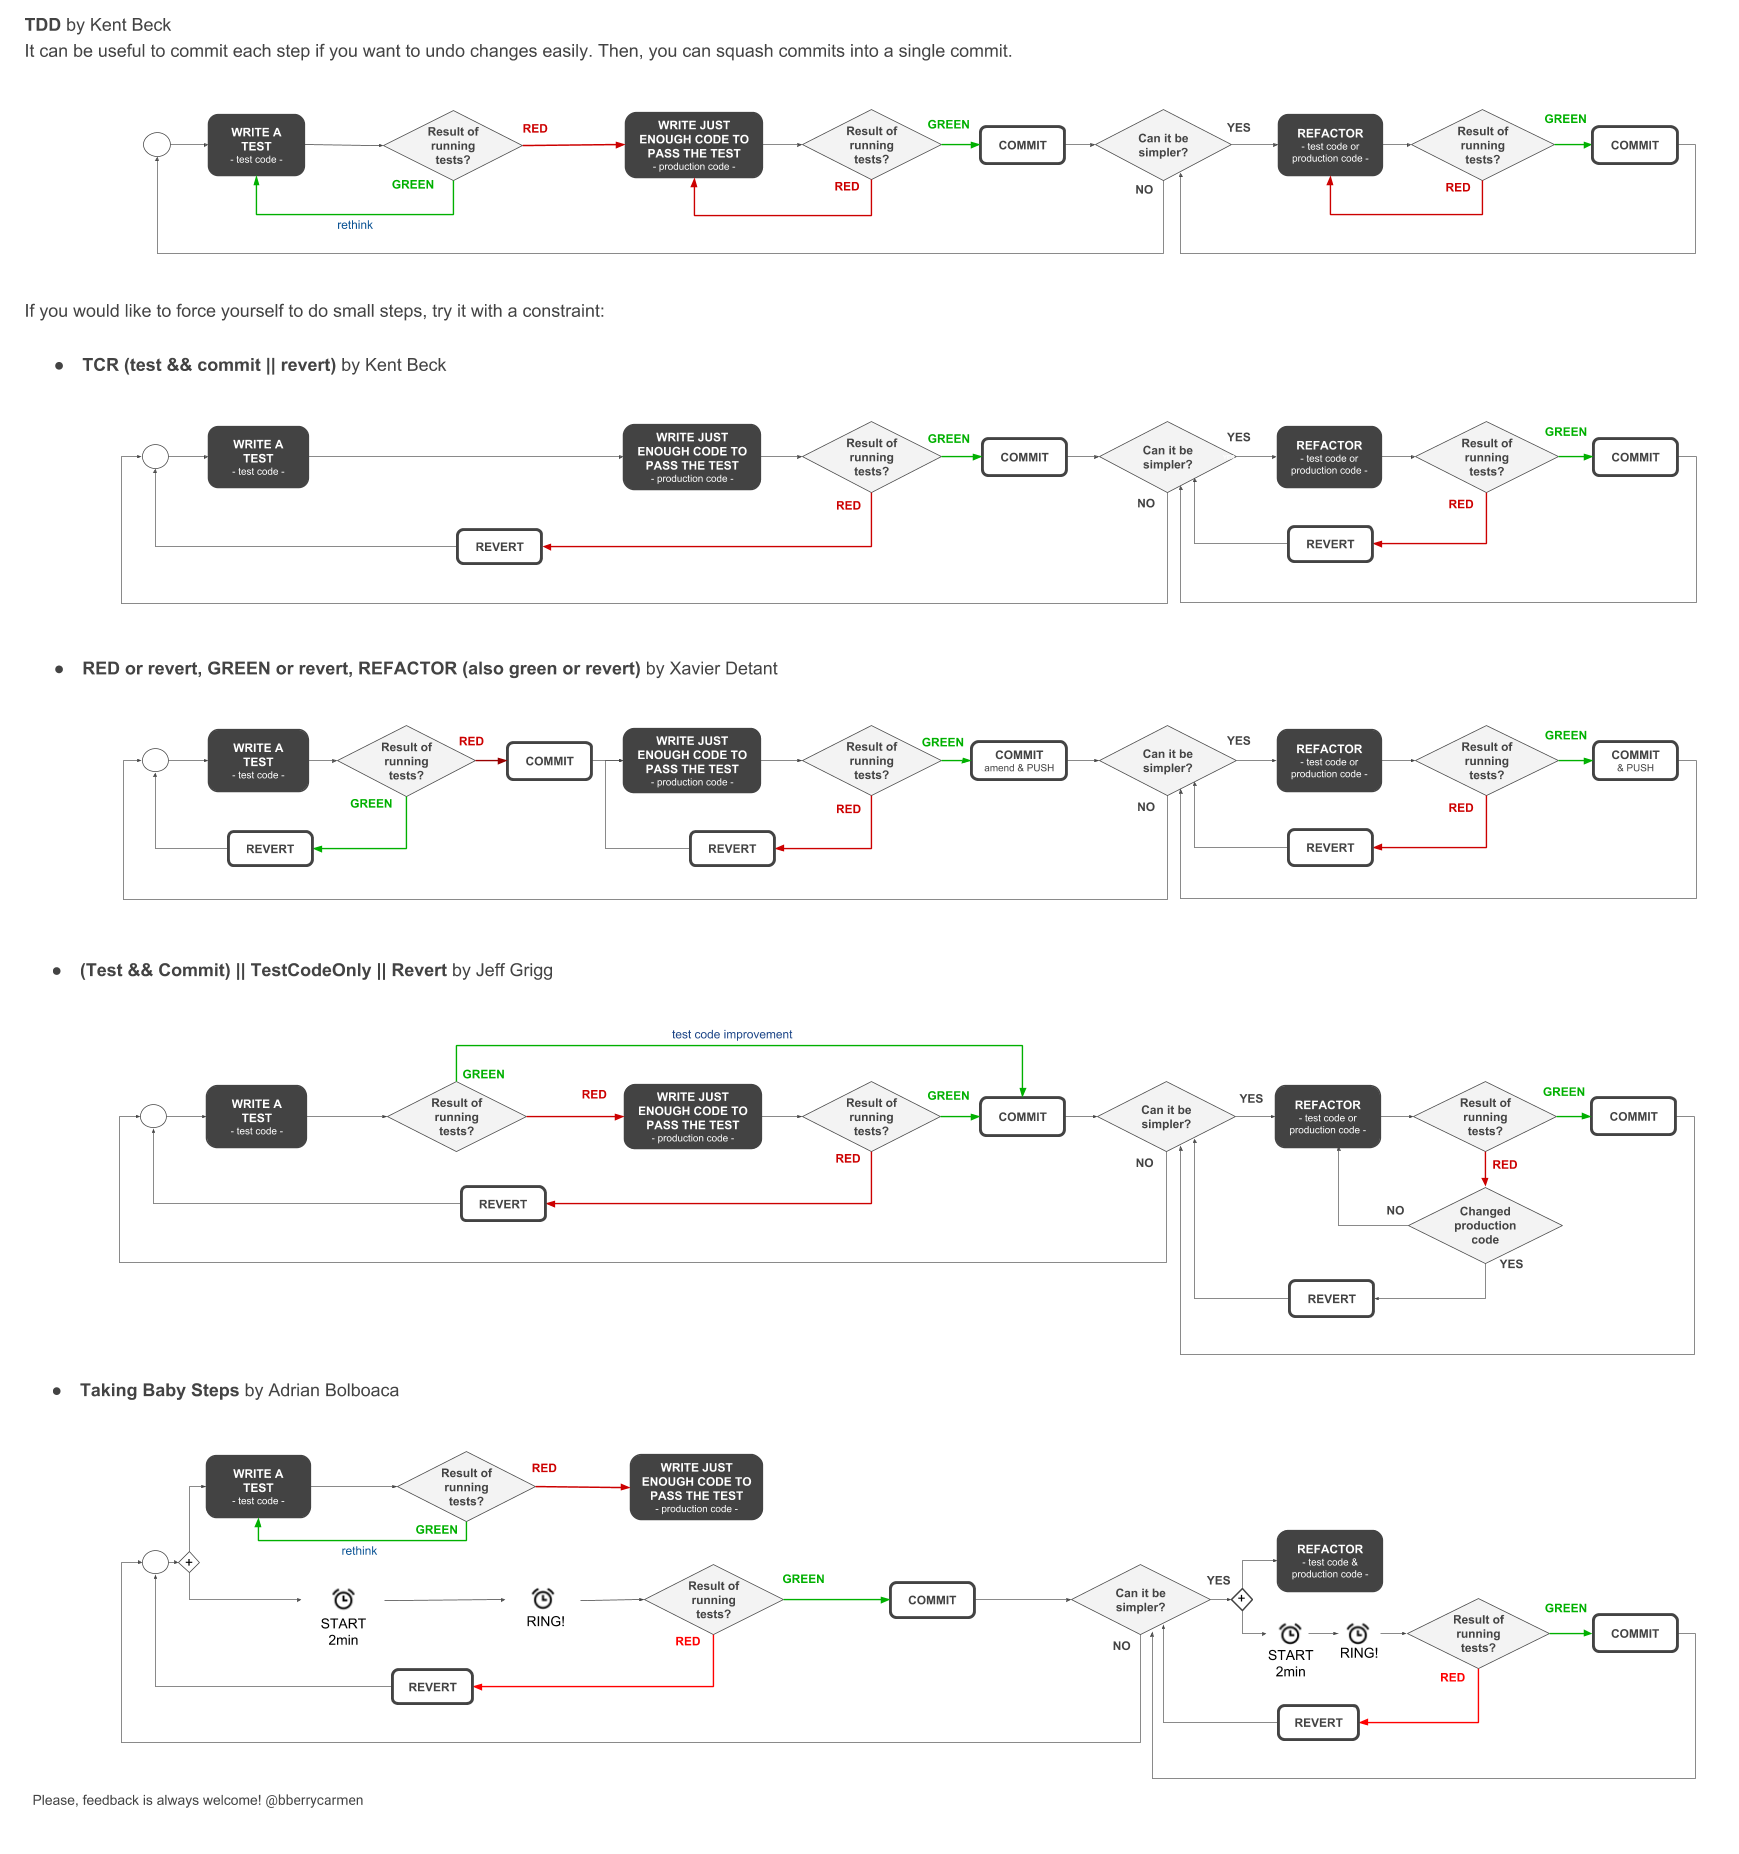 TDD by Kent Beck
It can be useful to commit each step if you want to undo changes easily. Then, you can squash commits into a single commit.
WRITE A
TEST
- test code -
Result of
running
tests?
RED
GREEN
rethink
WRITE JUST
ENOUGH CODE TO
PASS THE TEST
- production code -
Result of
running
tests?
GREEN
RED
COMMIT
Can it be
simpler?
YES
NO
REFACTOR
- test code or
production code -
Result of
running
tests?
GREEN
RED
COMMIT
If you would like to force yourself to do small steps, try it with a constraint:
● TCR (test && commit || revert) by Kent Beck
WRITE A
TEST
- test code -
WRITE JUST
ENOUGH CODE TO
PASS THE TEST
- production code -
Result of
running
tests?
GREEN
RED
COMMIT
REVERT
Can it be
simpler?
YES
NO
REFACTOR
- test code or
production code -
Result of
running
tests?
GREEN
RED
COMMIT
REVERT
● RED or revert, GREEN or revert, REFACTOR (also green or revert) by Xavier Detant
WRITE A
TEST
- test code -
Result of
running
tests?
RED
GREEN
COMMIT
REVERT
WRITE JUST
ENOUGH CODE TO
PASS THE TEST
- production code -
Result of
running
tests?
GREEN
RED
COMMIT
amend & PUSH
REVERT
Can it be
simpler?
YES
NO
REFACTOR
- test code or
production code -
Result of
running
tests?
GREEN
RED
COMMIT
& PUSH
REVERT
● (Test && Commit) || TestCodeOnly || Revert by Jeff Grigg
test code improvement
WRITE A
TEST
- test code -
GREEN
Result of
running
tests?
RED
WRITE JUST
ENOUGH CODE TO
PASS THE TEST
- production code -
Result of
running
tests?
GREEN
RED
COMMIT
REVERT
Can it be
simpler?
YES
NO
REFACTOR
- test code or
production code -
Result of
running
tests?
GREEN
RED
COMMIT
Changed
production
code
NO
YES
REVERT
● Taking Baby Steps by Adrian Bolboaca
WRITE A
TEST
- test code -
Result of
running
tests?
RED
GREEN
rethink
WRITE JUST
ENOUGH CODE TO
PASS THE TEST
- production code -
+
START
2min
RING!
Result of
running
tests?
GREEN
RED
COMMIT
REVERT
Can it be
simpler?
YES
NO
+
REFACTOR
- test code &
production code -
START
2min
RING!
Result of
running
tests?
GREEN
RED
COMMIT
REVERT
Please, feedback is always welcome! @bberrycarmen